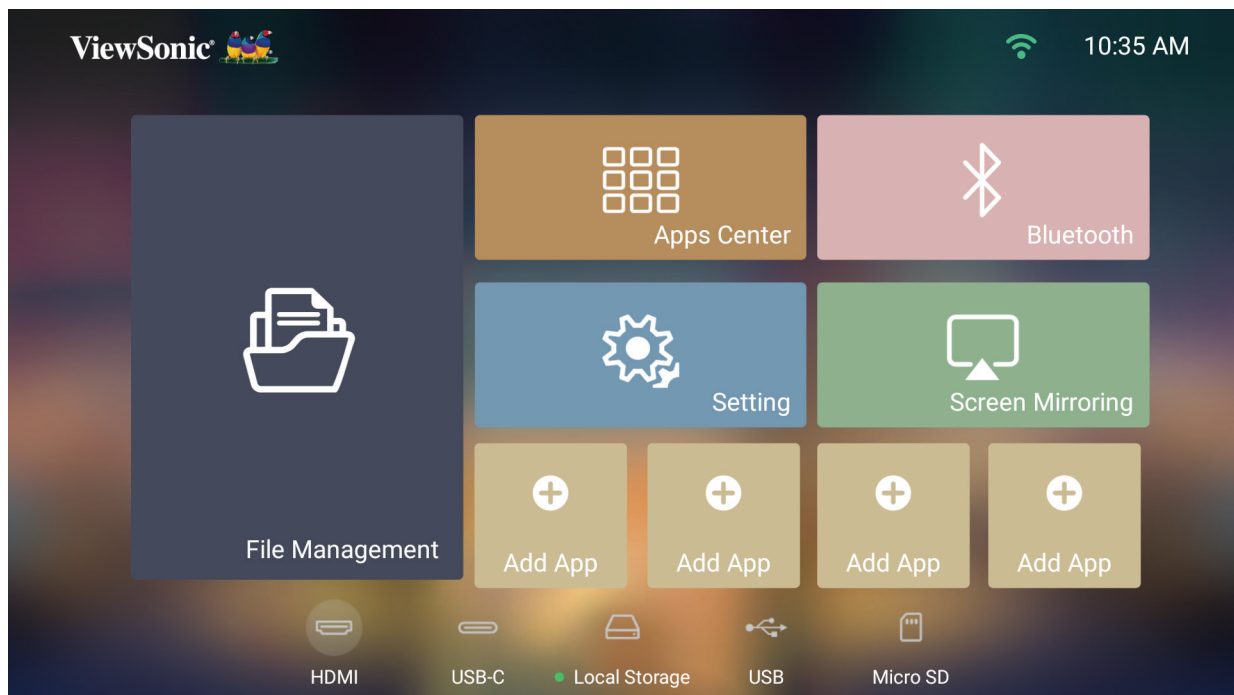 ViewSonic®
10:35 AM
Apps Center
Bluetooth
Setting
Screen Mirroring
File Management
Add App
Add App
Add App
Add App
HDMI
USB-C
Local Storage
USB
Micro SD